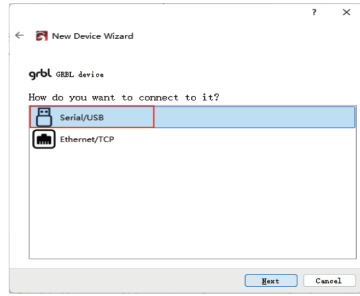 ?
New Device Wizard
grbl GRBL device
How do you want to connect to it?
Serial/USB
Ethernet/TCP
Next Cancel